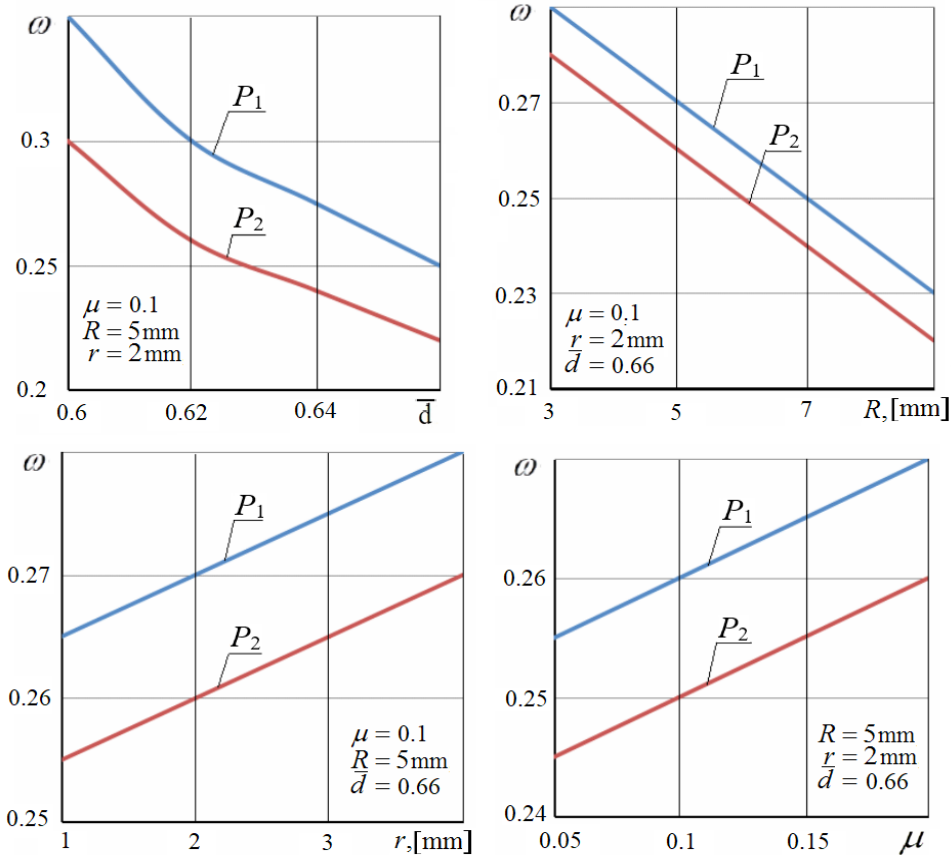 ω
P1
0.3
P2
0.25
μ = 0.1
R = 5mm
r = 2mm
0.2
0.6 0.62 0.64 d̅
ω
P1
0.27
P2
0.25
0.23
μ = 0.1
r = 2mm
d̅ = 0.66
0.21
3 5 7 R,[mm]
ω
P1
0.27
P2
0.26
μ = 0.1
R = 5mm
d̅ = 0.66
0.25
1 2 3 r,[mm]
ω
P1
0.26
P2
0.25
R = 5mm
r = 2mm
d̅ = 0.66
0.24
0.05 0.1 0.15 μ